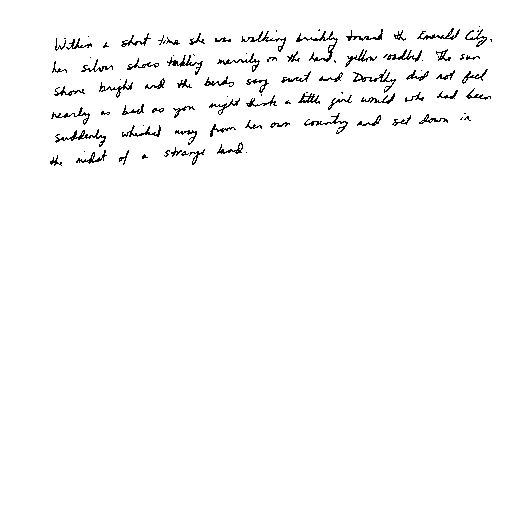 Within a short time she was walking briskly toward the Emerald City,
her silver shoes tinkling merrily on the hard, yellow roadbed. The sun
shone bright and the birds sang sweet and Dorothy did not feel
nearly as bad as you might think a little girl would who had been
suddenly whisked away from her own country and set down in
the midst of a strange land.